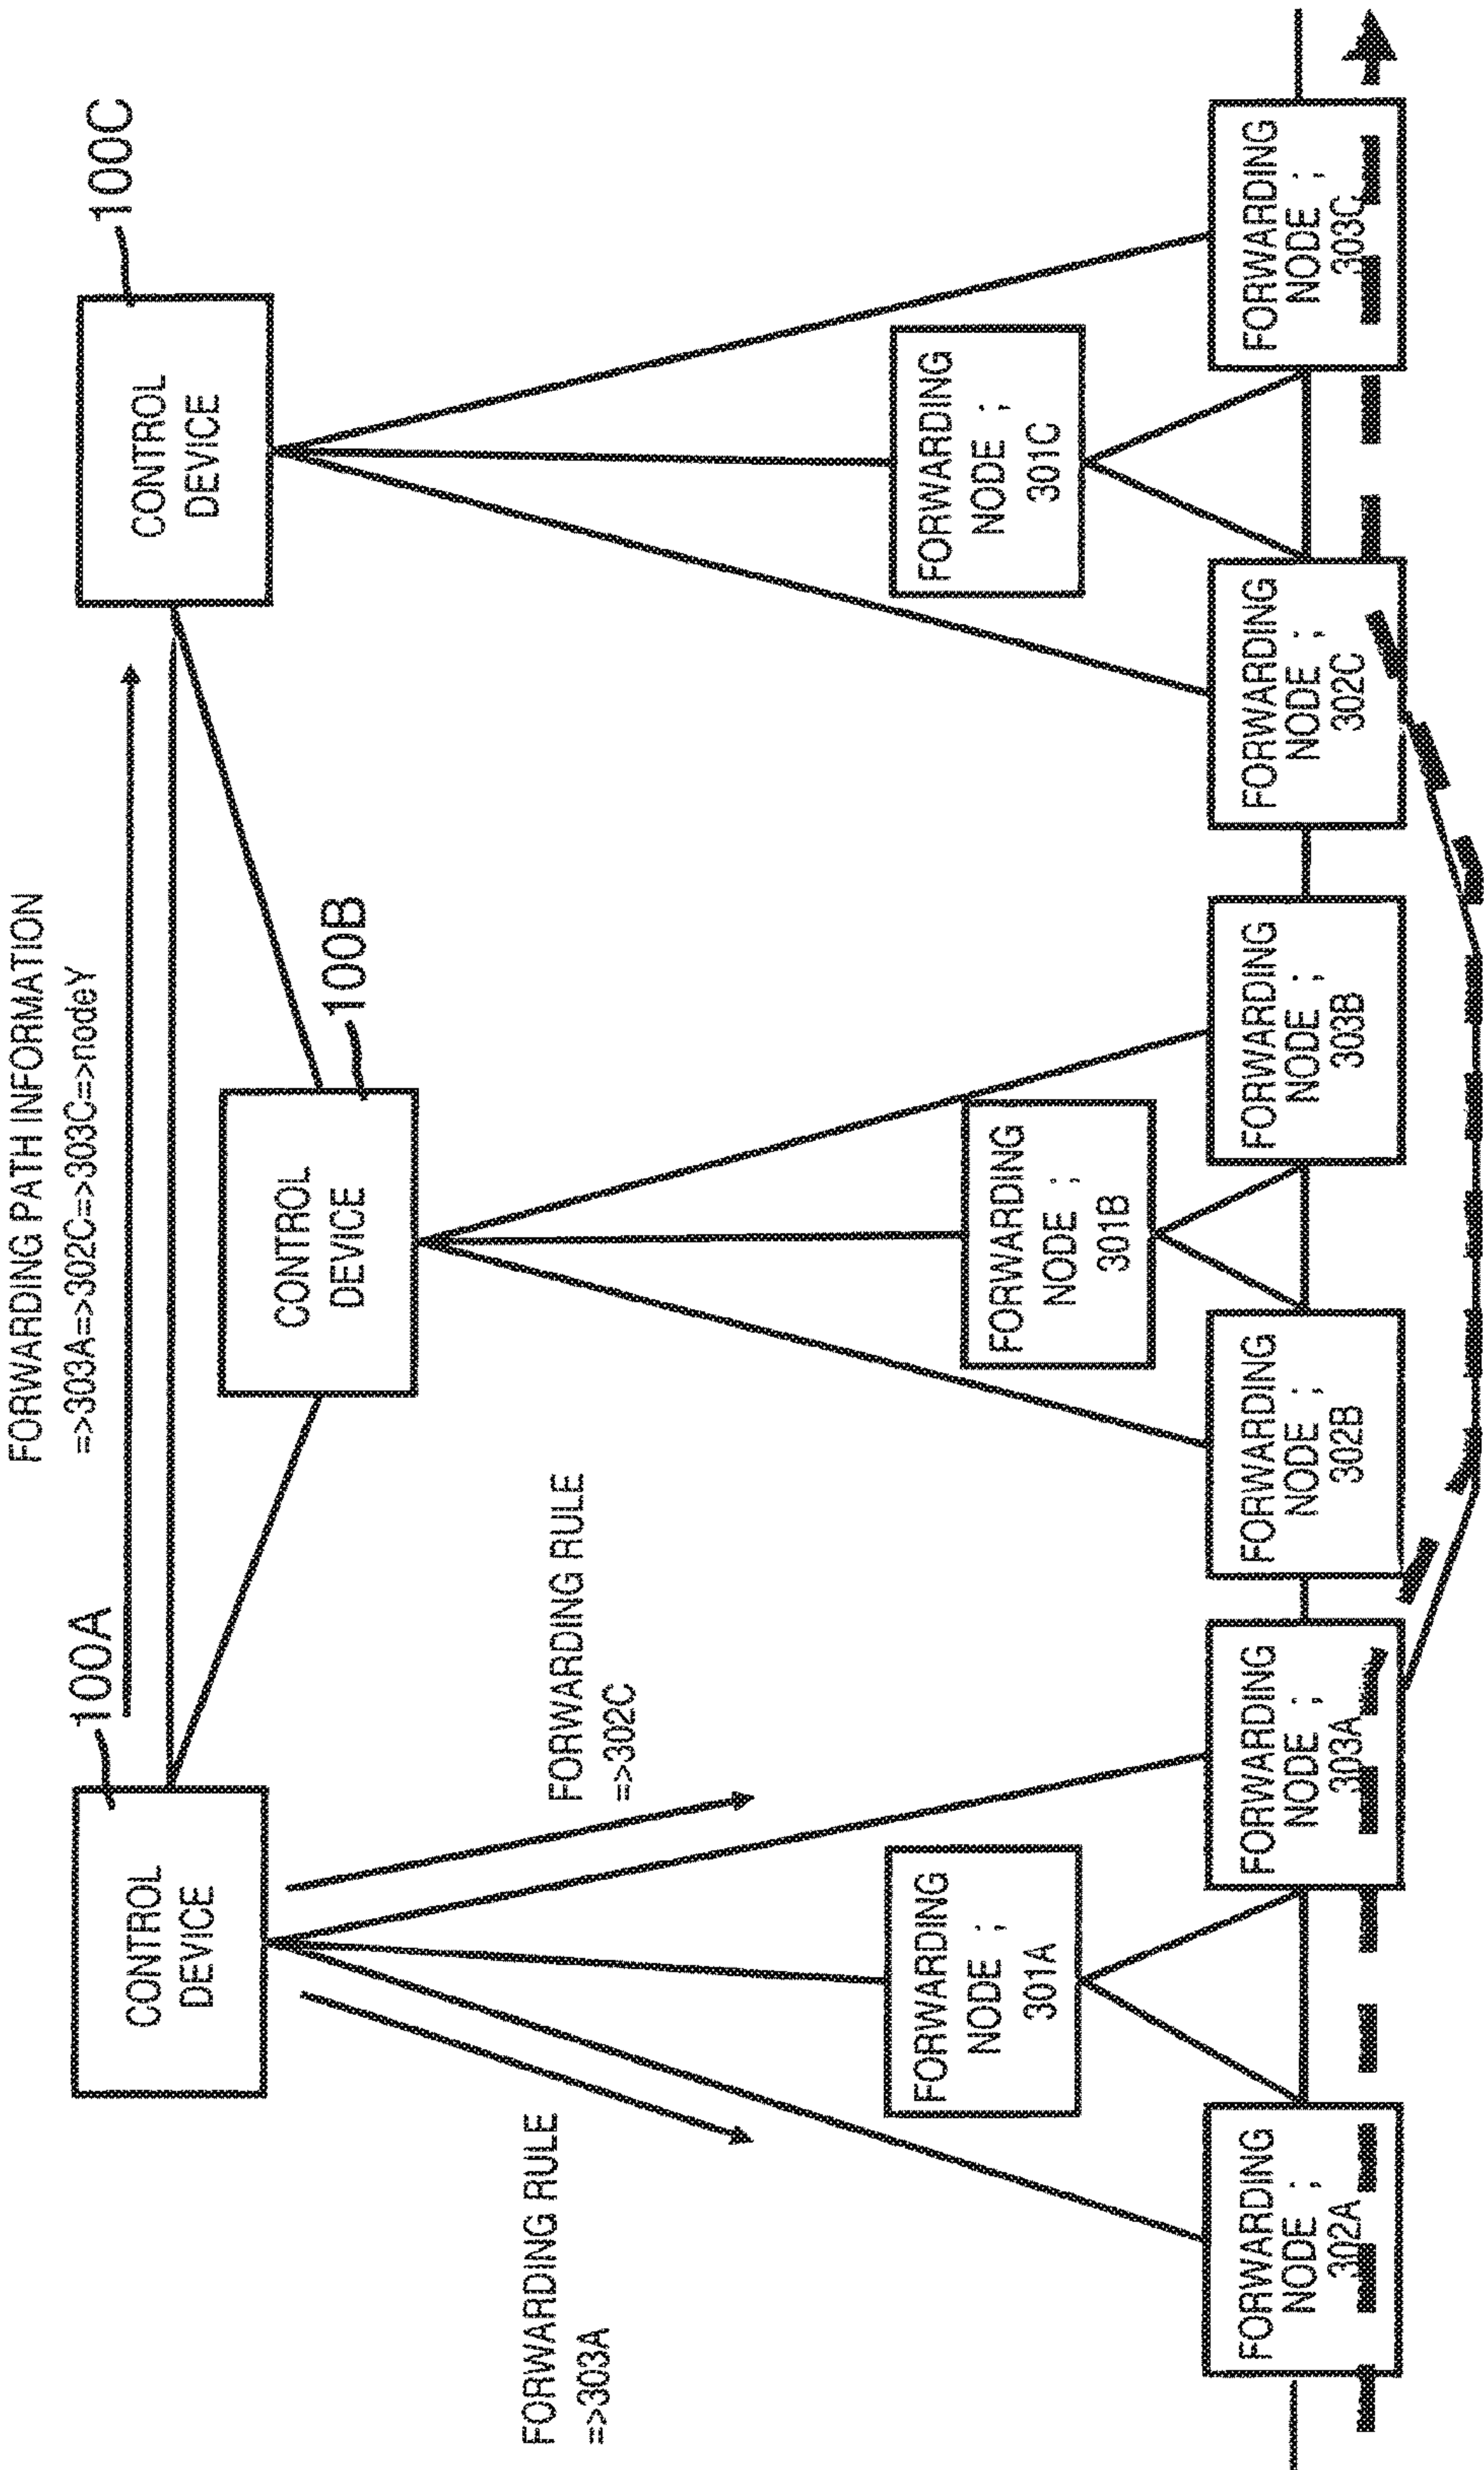 FORWARDING PATH INFORMATION
=>303A=>302C=>303C=>nodeY
100A
100B
100C
CONTROL
DEVICE
CONTROL
DEVICE
CONTROL
DEVICE
FORWARDING RULE
=>303A
FORWARDING RULE
=>302C
FORWARDING
NODE ;
301A
FORWARDING
NODE ;
301B
FORWARDING
NODE ;
301C
FORWARDING
NODE ;
302A
FORWARDING
NODE ;
303A
FORWARDING
NODE ;
302B
FORWARDING
NODE ;
303B
FORWARDING
NODE ;
302C
FORWARDING
NODE ;
303C